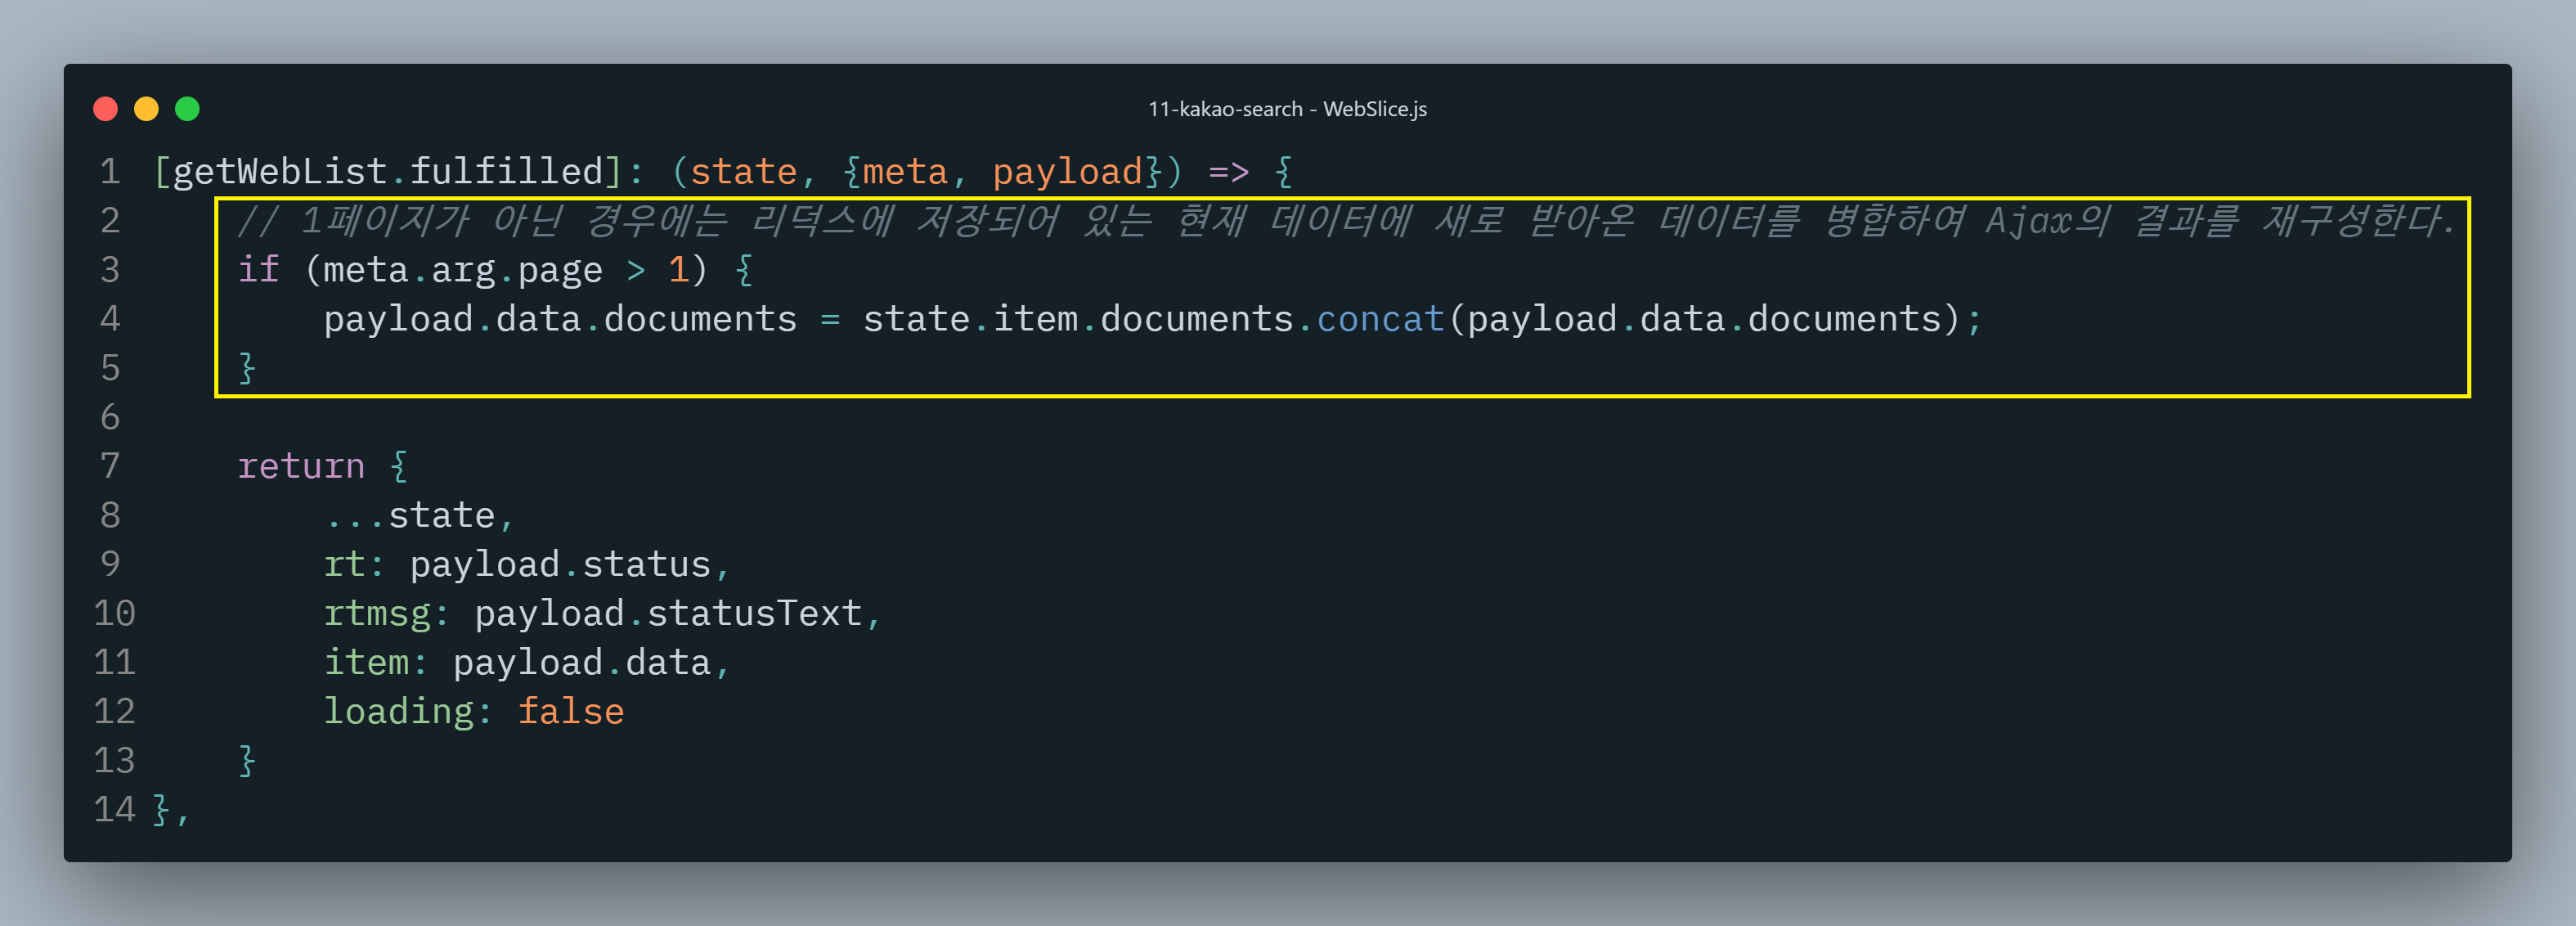 11-kakao-search - WebSlice.js
1 [getWebList.fulfilled]: (state, {meta, payload}) => {
2 // 1페이지가 아닌 경우에는 리덕스에 저장되어 있는 현재 데이터에 새로 받아온 데이터를 병합하여 Ajax의 결과를 재구성한다.
3 if (meta.arg.page > 1) {
4 payload.data.documents = state.item.documents.concat(payload.data.documents);
5 }
6
7 return {
8 ...state,
9 rt: payload.status,
10 rtmsg: payload.statusText,
11 item: payload.data,
12 loading: false
13 }
14 },